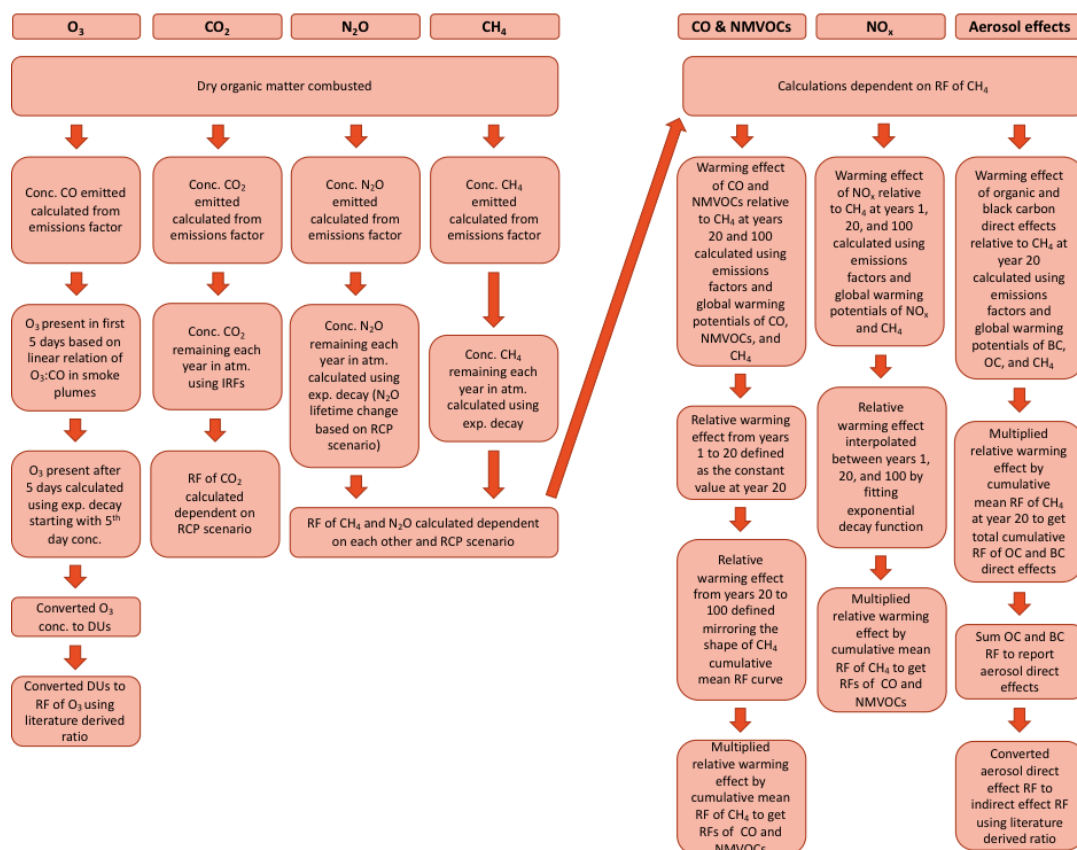 O₃
CO₂
N₂O
CH₄
Dry organic matter combusted
Conc. CO emitted
calculated from
emissions factor
Conc. CO₂
emitted
calculated from
emissions factor
Conc. N₂O
emitted
calculated from
emissions factor
Conc. CH₄
emitted
calculated from
emissions factor
O₃ present in first
5 days based on
linear relation of
O₃:CO in smoke
plumes
Conc. CO₂
remaining each
year in atm.
using IRFs
Conc. N₂O
remaining each
year in atm.
calculated using
exp. decay (N₂O
lifetime change
based on RCP
scenario)
Conc. CH₄
remaining each
year in atm.
calculated using
exp. decay
O₃ present after
5 days calculated
using exp. decay
starting with 5th
day conc.
RF of CO₂
calculated
dependent on
RCP scenario
RF of CH₄ and N₂O calculated dependent
on each other and RCP scenario
Converted O₃
conc. to DUs
Converted DUs to
RF of O₃ using
literature derived
ratio
CO & NMVOCs
NOₓ
Aerosol effects
Calculations dependent on RF of CH₄
Warming effect
of CO and
NMVOCs relative
to CH₄ at years
20 and 100
calculated using
emissions
factors and
global warming
potentials of CO,
NMVOCs, and
CH₄
Relative warming
effect from years
1 to 20 defined
as the constant
value at year 20
Relative
warming effect
from years 20 to
100 defined
mirroring the
shape of CH₄
cumulative
mean RF curve
Multiplied
relative warming
effect by
cumulative mean
RF of CH₄ to get
RFs of CO and
NMVOCs
Warming effect
of NOₓ relative
to CH₄ at years 1,
20, and 100
calculated using
emissions
factors and
global warming
potentials of NOₓ
and CH₄
Relative
warming effect
interpolated
between years 1,
20, and 100 by
fitting
exponential
decay function
Multiplied
relative warming
effect by
cumulative mean
RF of CH₄ to get
RFs of CO and
NMVOCs
Warming effect
of organic and
black carbon
direct effects
relative to CH₄ at
year 20
calculated using
emissions
factors and
global warming
potentials of BC,
OC, and CH₄
Multiplied
relative warming
effect by
cumulative
mean RF of CH₄
at year 20 to get
total cumulative
RF of OC and BC
direct effects
Sum OC and BC
RF to report
aerosol direct
effects
Converted
aerosol direct
effect RF to
indirect effect RF
using literature
derived ratio